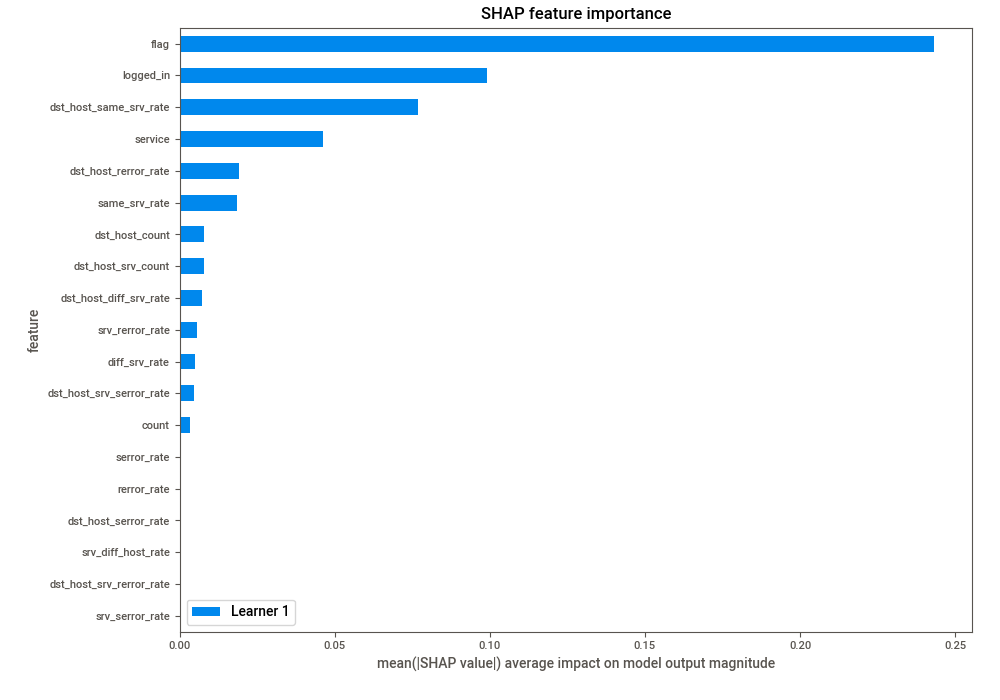 SHAP feature importance
flag
logged_in
dst_host_same_srv_rate
service
dst_host_rerror_rate
same_srv_rate
dst_host_count
dst_host_srv_count
dst_host_diff_srv_rate
srv_rerror_rate
diff_srv_rate
dst_host_srv_serror_rate
count
serror_rate
rerror_rate
dst_host_serror_rate
srv_diff_host_rate
dst_host_srv_rerror_rate
srv_serror_rate
feature
Learner 1
0.00 0.05 0.10 0.15 0.20 0.25
mean(|SHAP value|) average impact on model output magnitude